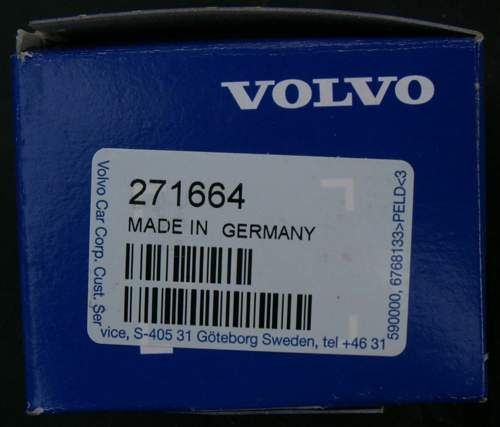 VOLVO
271664
MADE IN GERMANY
Volvo Car Corp. Cust. Ser
vice, S-405 31 Göteborg Sweden, tel +46 31
590000, 6768133>PELD<3